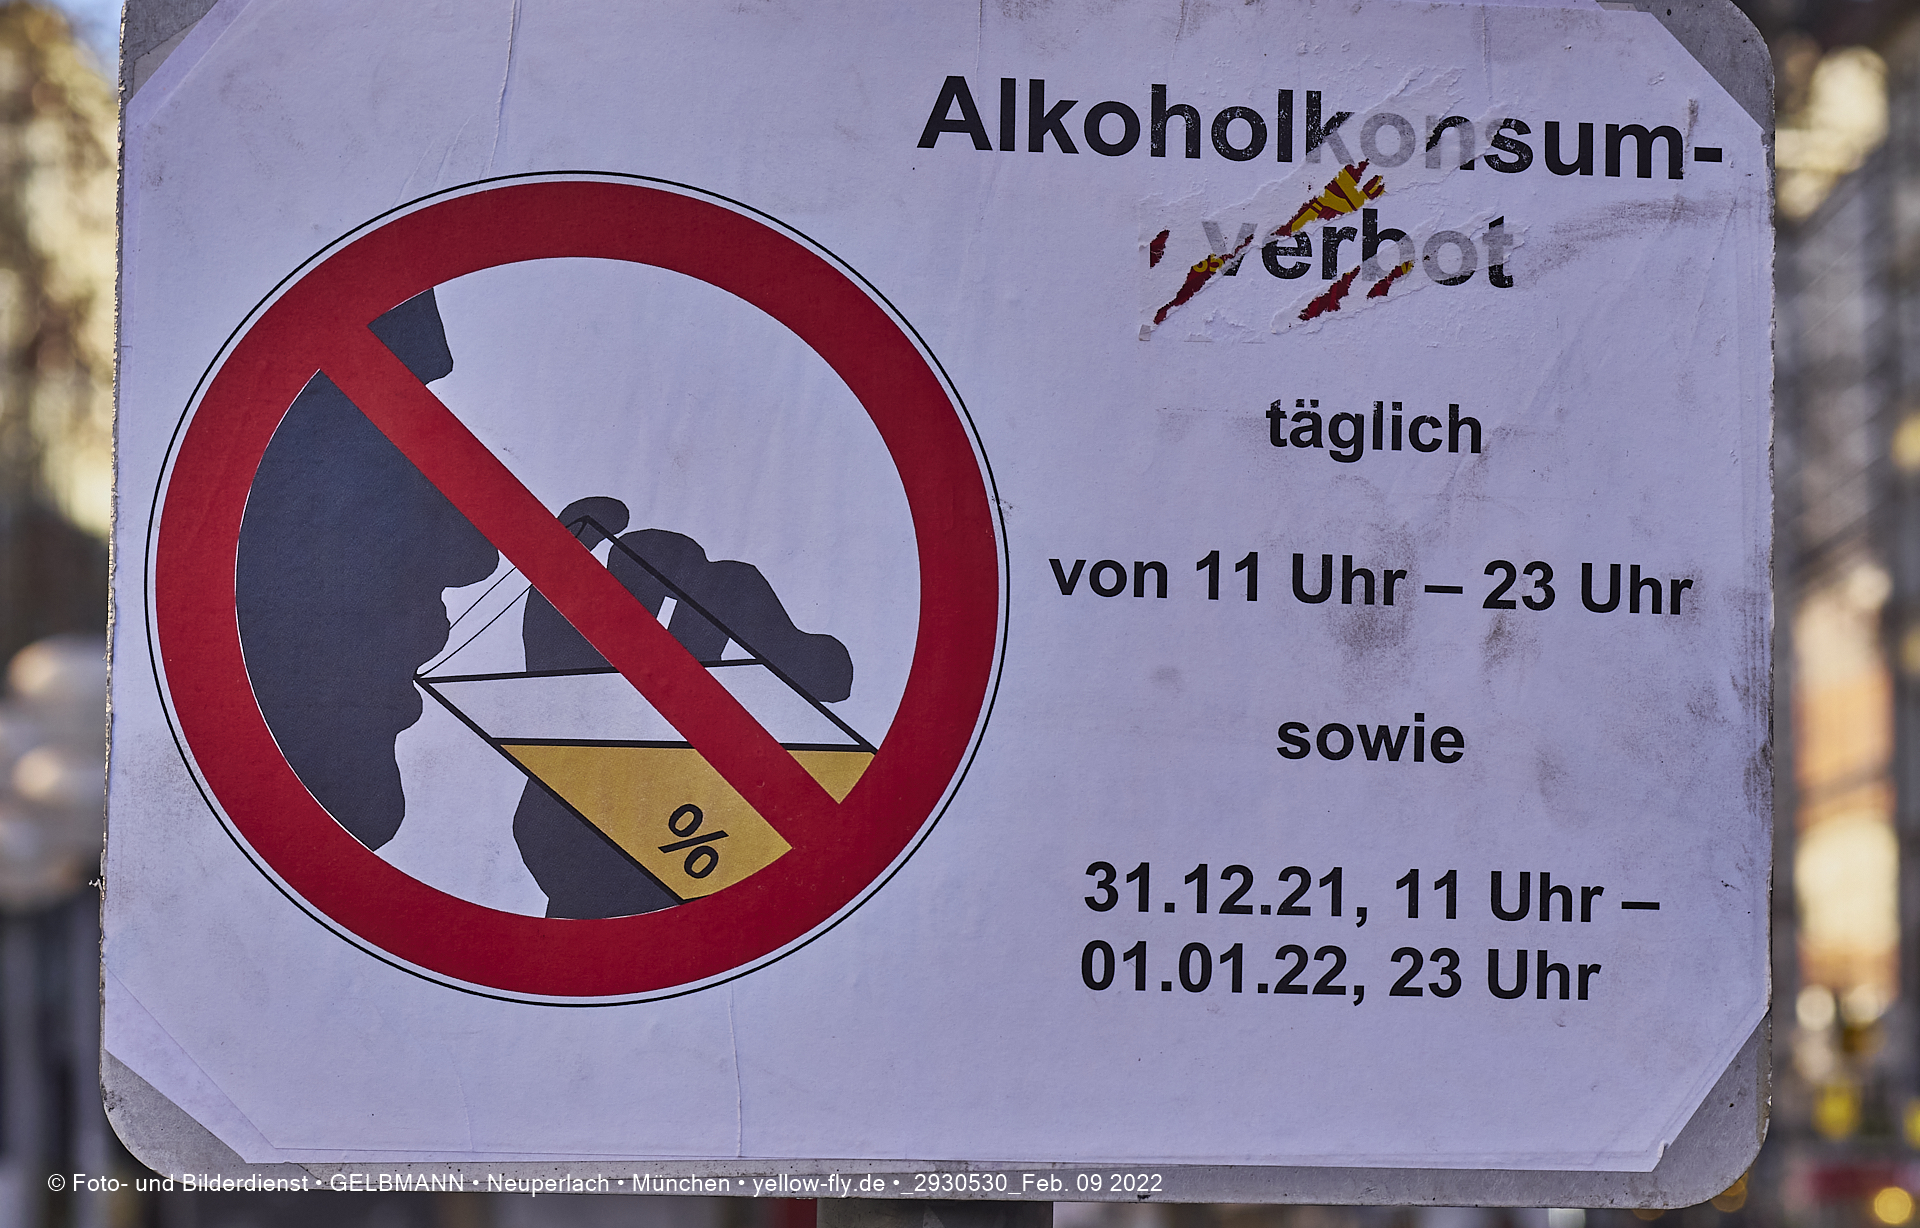 Alkoholkonsum-
verbot
täglich
von 11 Uhr – 23 Uhr
sowie
31.12.21, 11 Uhr –
01.01.22, 23 Uhr
%
© Foto- und Bilderdienst • GELBMANN • Neuperlach • München • yellow-fly.de • _2930530_Feb. 09 2022